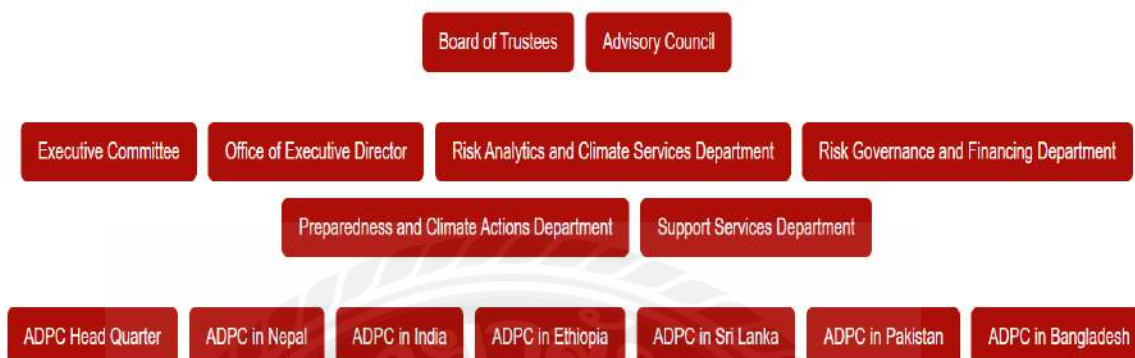 Board of Trustees Advisory Council
Executive Committee Office of Executive Director Risk Analytics and Climate Services Department Risk Governance and Financing Department
Preparedness and Climate Actions Department Support Services Department
ADPC Head Quarter ADPC in Nepal ADPC in India ADPC in Ethiopia ADPC in Sri Lanka ADPC in Pakistan ADPC in Bangladesh